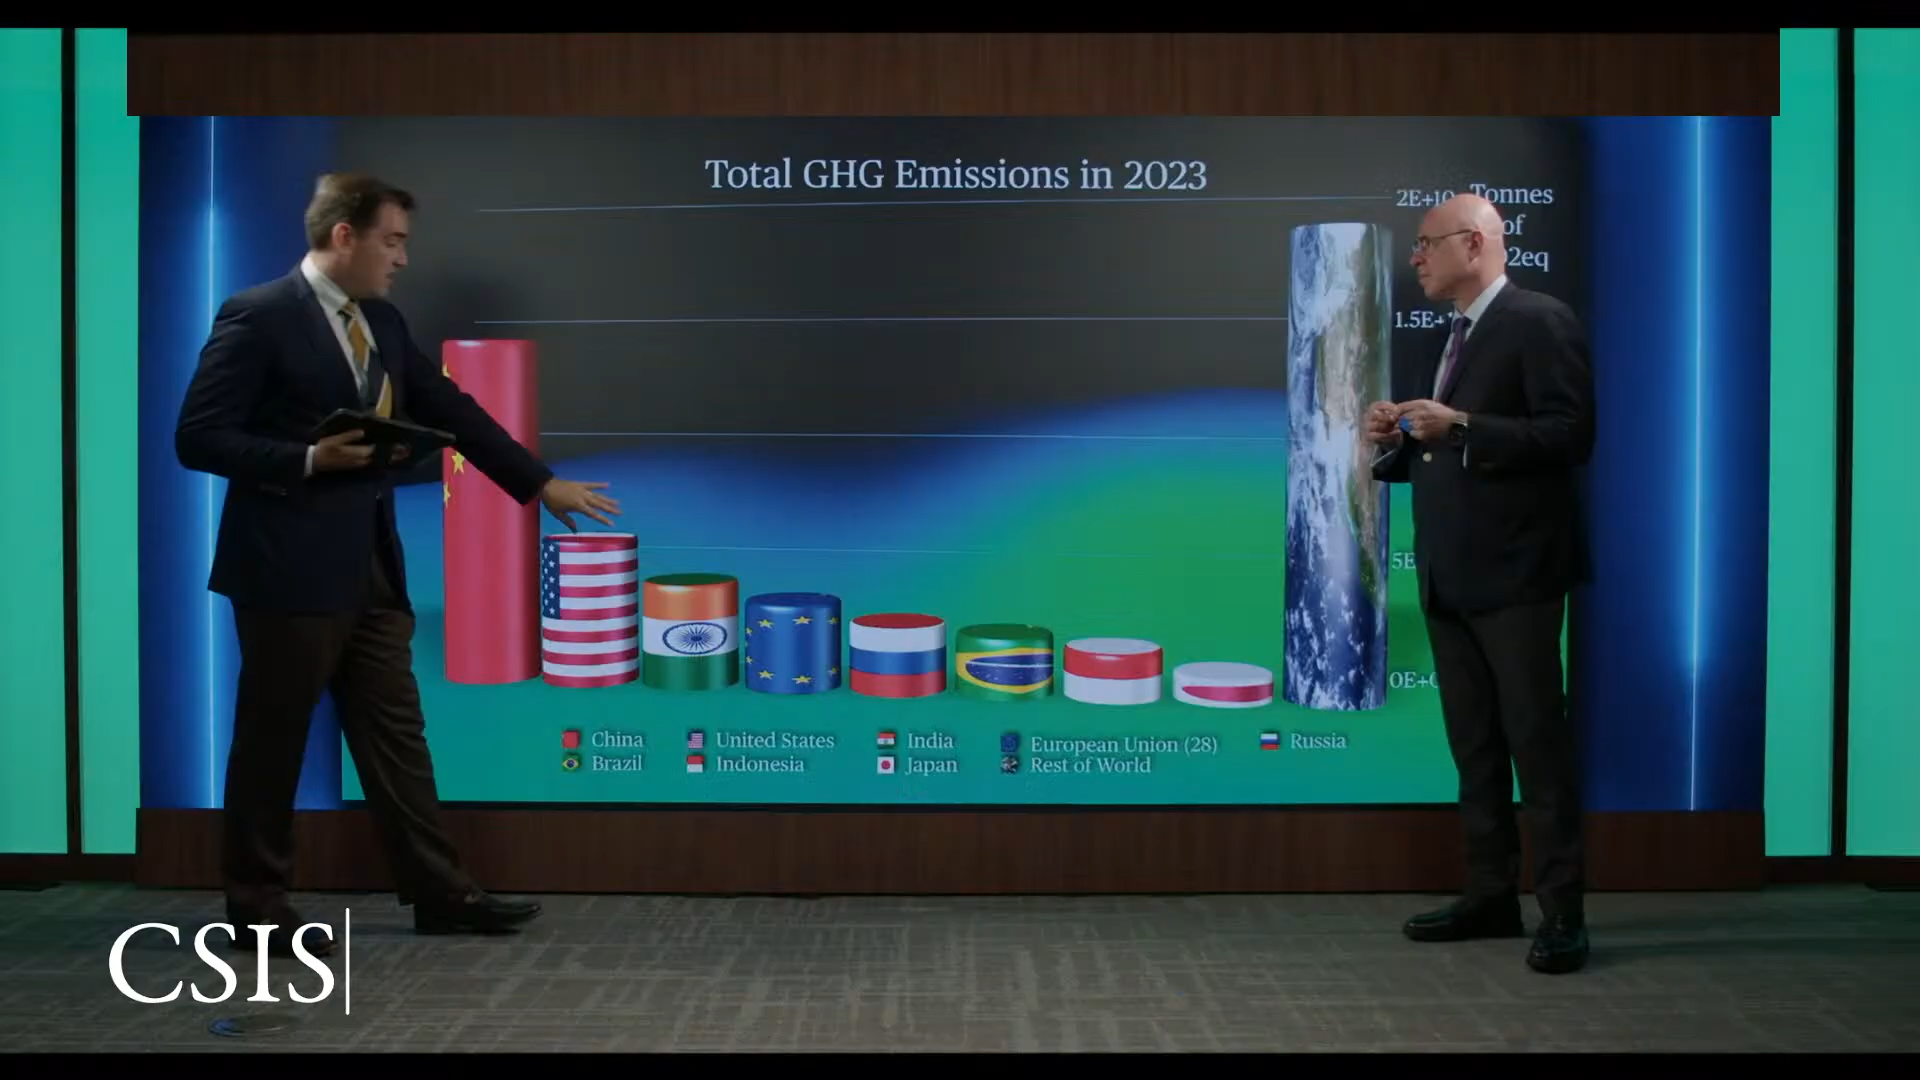 Total GHG Emissions in 2023
2E+10 Tonnes
of
2eq
1.5E+
5E
0E+
China
United States
India
European Union (28)
Russia
Brazil
Indonesia
Japan
Rest of World
CSIS